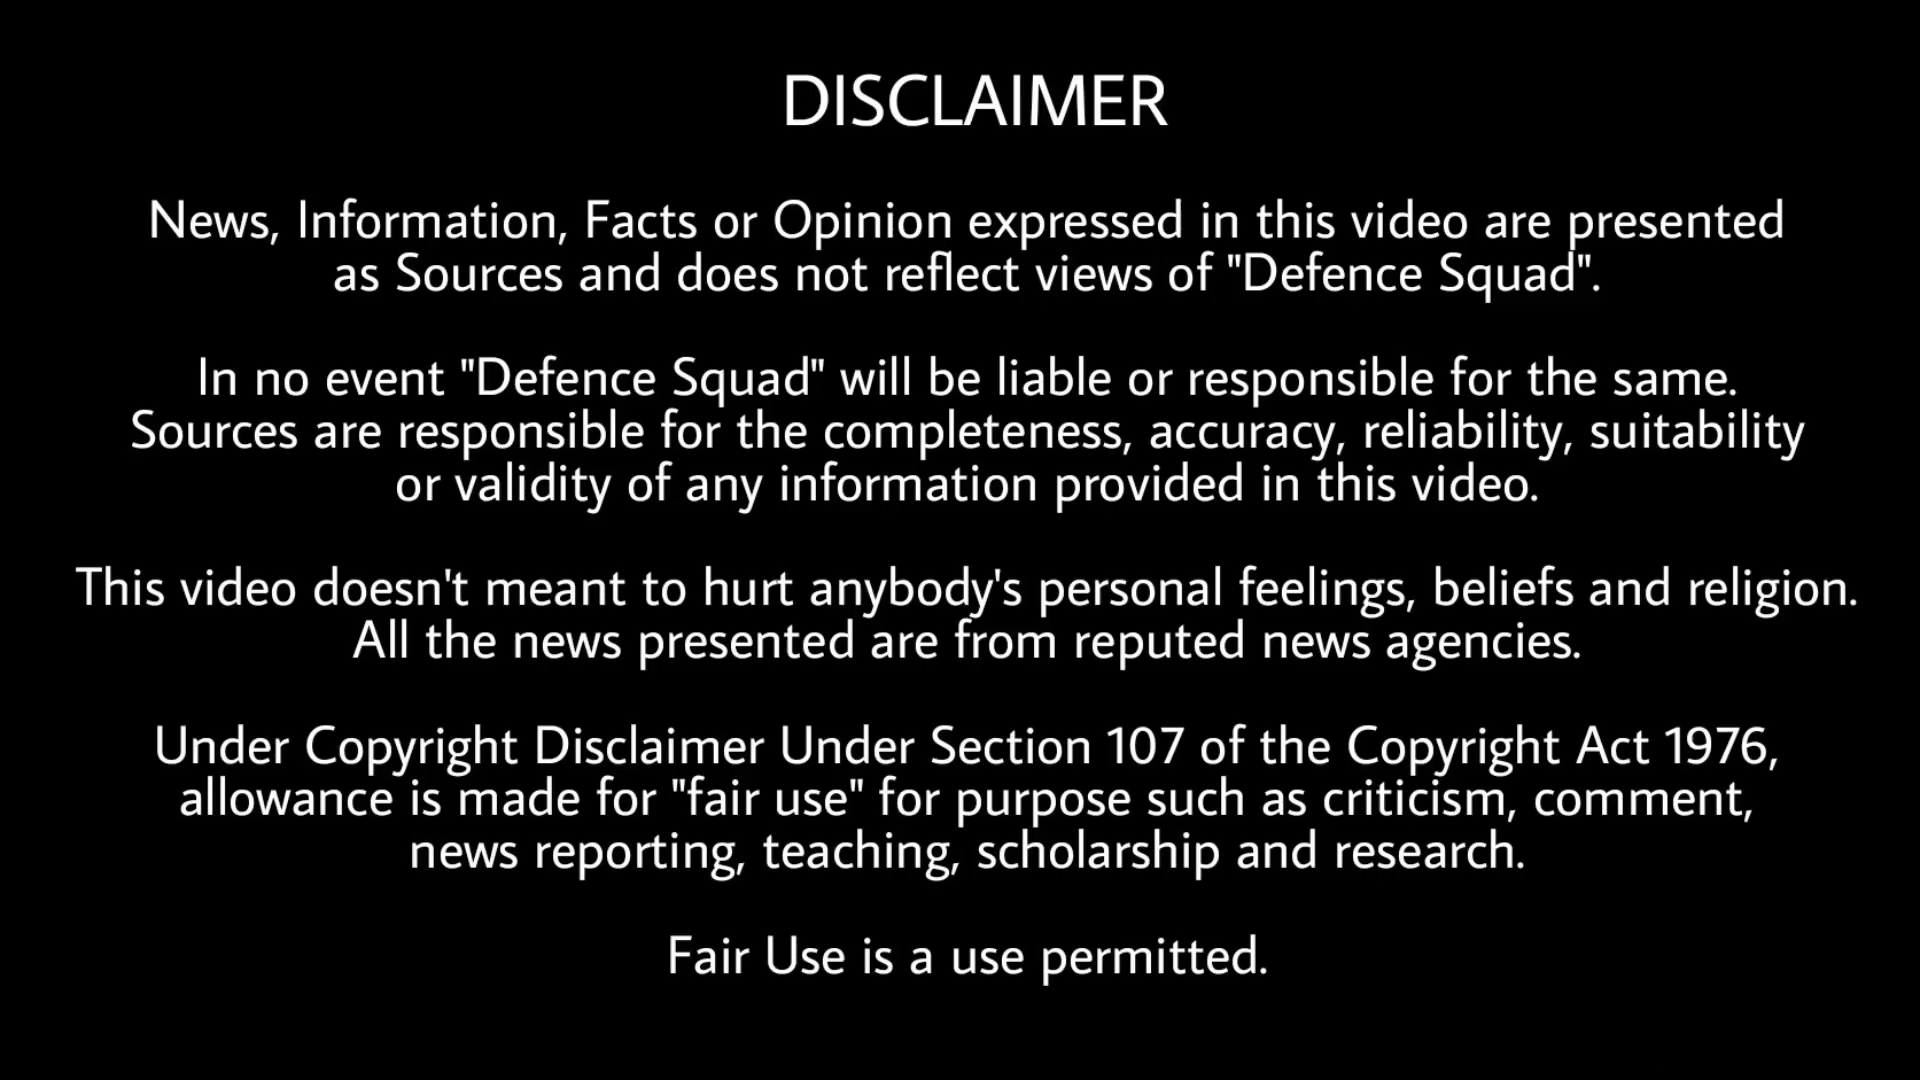 DISCLAIMER
News, Information, Facts or Opinion expressed in this video are presented
as Sources and does not reflect views of "Defence Squad".
In no event "Defence Squad" will be liable or responsible for the same.
Sources are responsible for the completeness, accuracy, reliability, suitability
or validity of any information provided in this video.
This video doesn't meant to hurt anybody's personal feelings, beliefs and religion.
All the news presented are from reputed news agencies.
Under Copyright Disclaimer Under Section 107 of the Copyright Act 1976,
allowance is made for "fair use" for purpose such as criticism, comment,
news reporting, teaching, scholarship and research.
Fair Use is a use permitted.